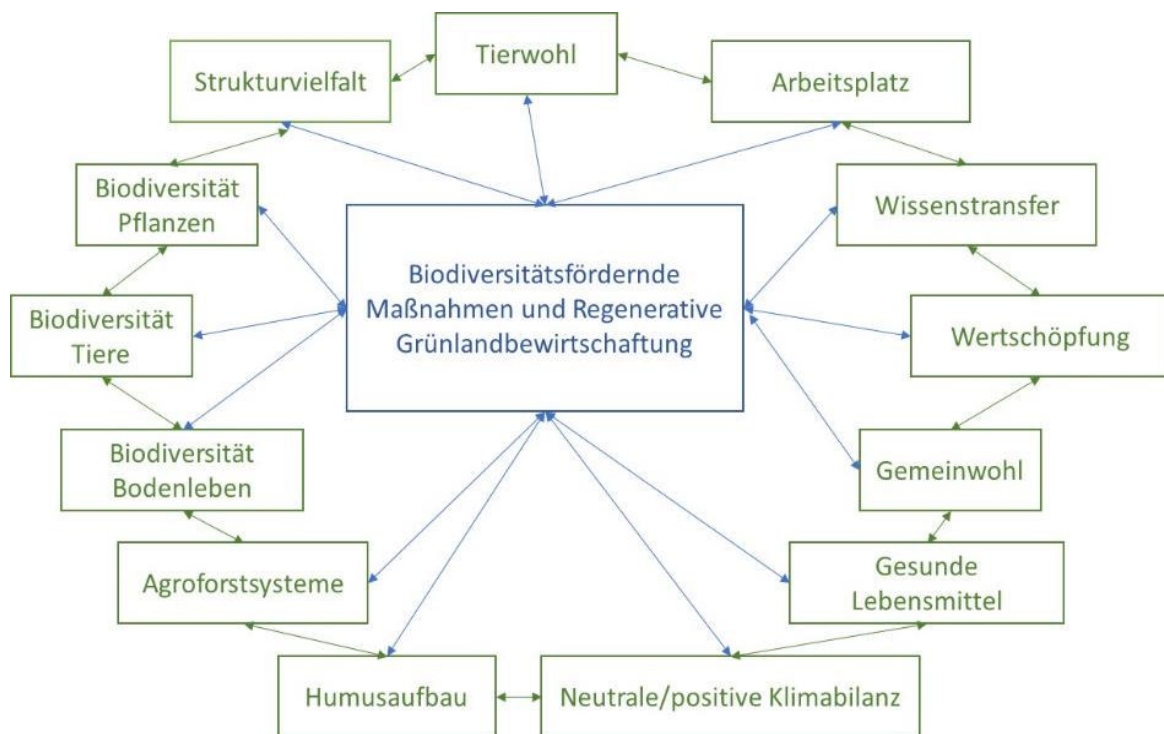 Tierwohl
Strukturvielfalt
Arbeitsplatz
Biodiversität
Pflanzen
Wissenstransfer
Biodiversitätsfördernde
Maßnahmen und Regenerative
Grünlandbewirtschaftung
Biodiversität
Tiere
Wertschöpfung
Biodiversität
Bodenleben
Gemeinwohl
Agroforstsysteme
Gesunde
Lebensmittel
Humusaufbau
Neutrale/positive Klimabilanz